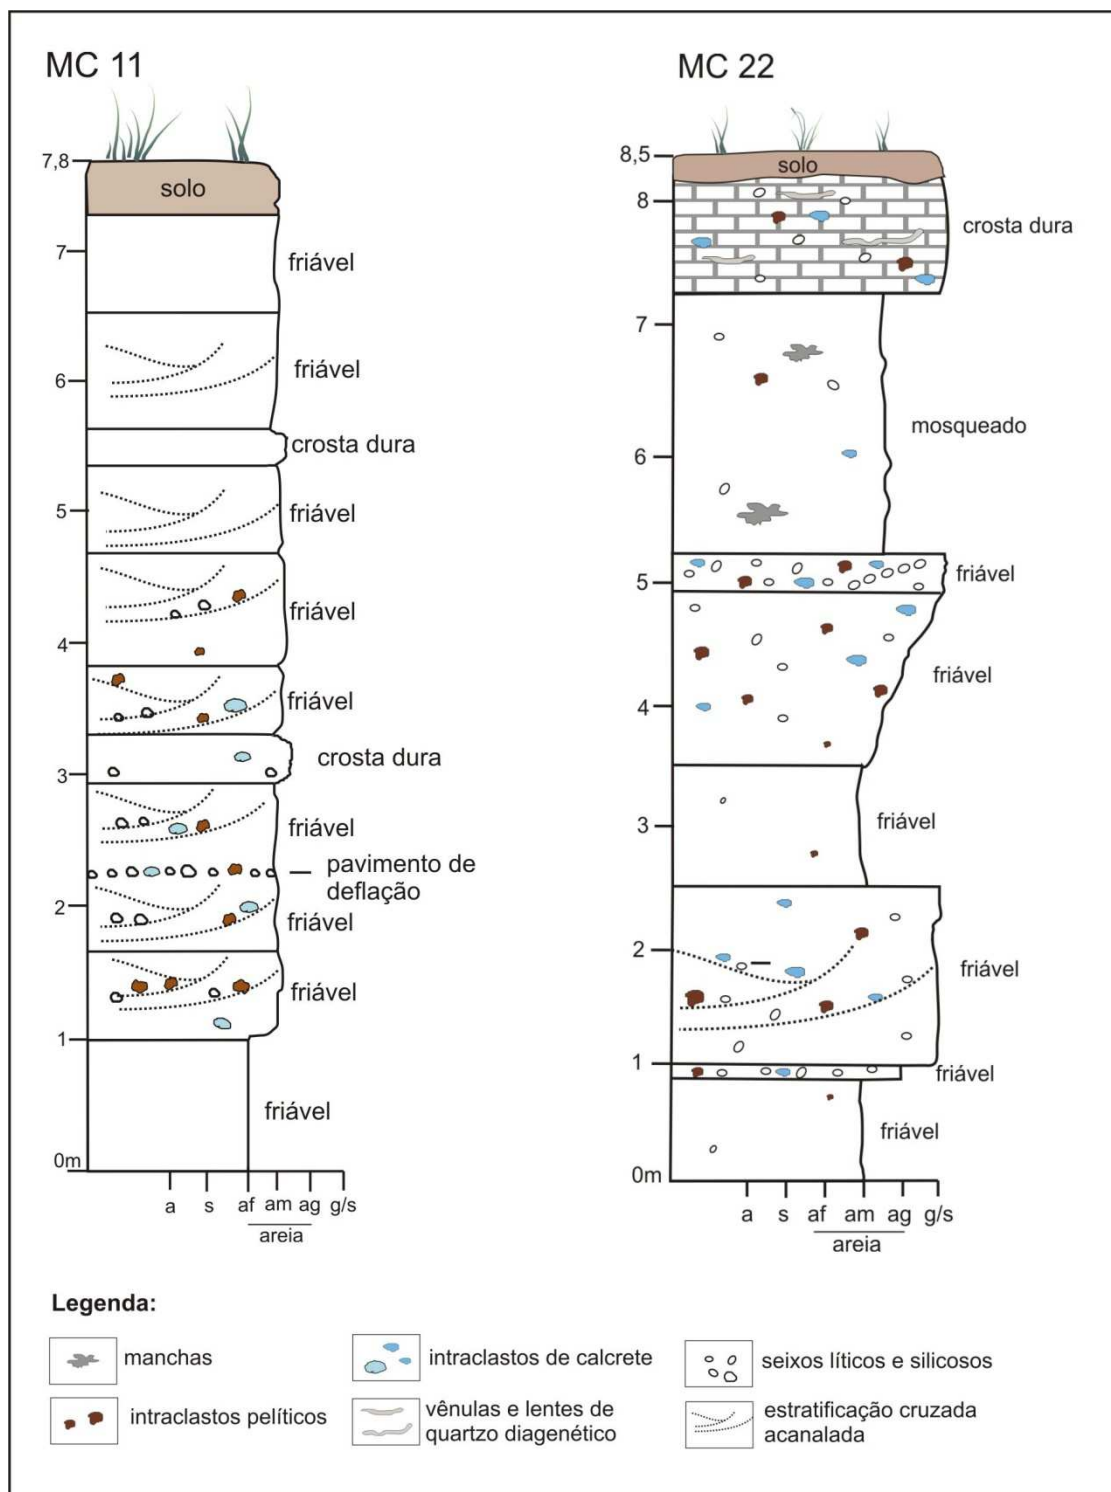 MC 11
7,8
solo
7
friável
6
friável
crosta dura
5
friável
friável
4
friável
3
crosta dura
friável
pavimento de
deflação
2
friável
friável
1
friável
0m
a s af am ag g/s
areia
MC 22
8,5
solo
8
crosta dura
7
mosqueado
6
5
friável
friável
4
3
friável
2
friável
1
friável
friável
0m
a s af am ag g/s
areia
Legenda:
manchas
intraclastos de calcrete
seixos líticos e silicosos
intraclastos pelíticos
vênulas e lentes de
quartzo diagenético
estratificação cruzada
acanalada